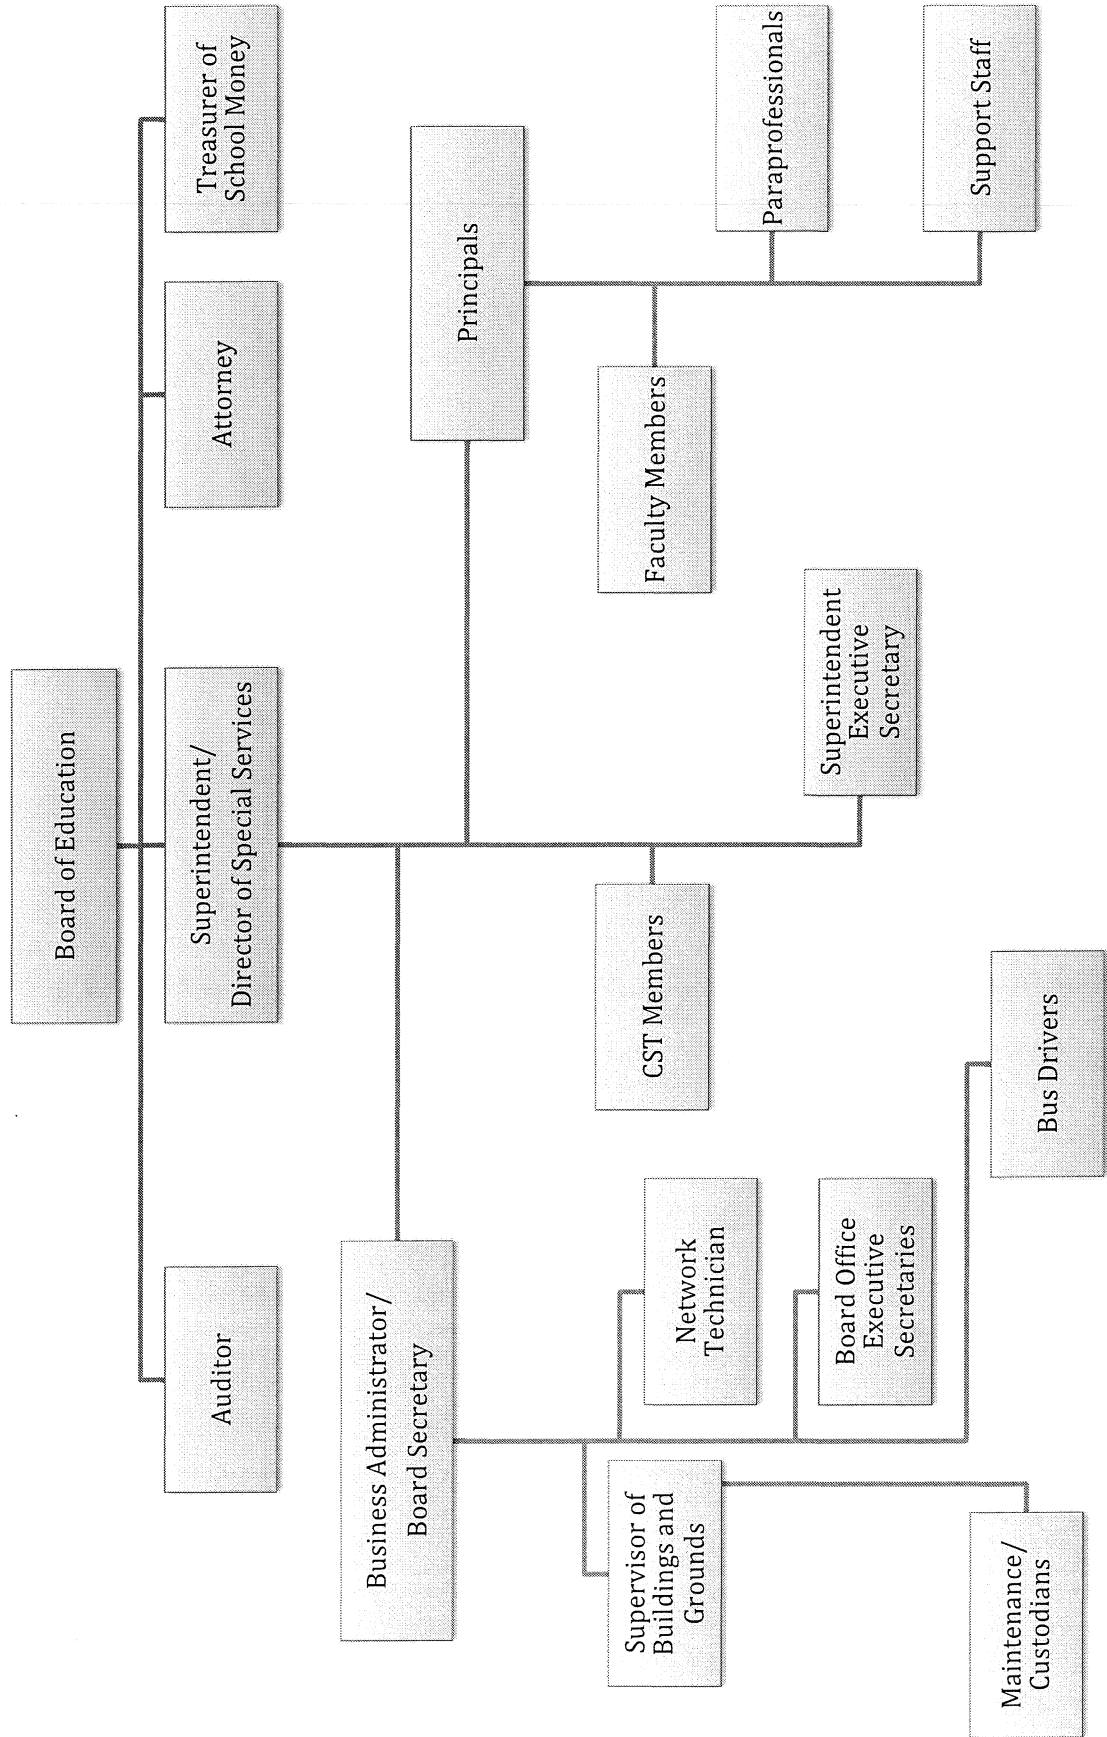 Board of Education
Auditor
Superintendent/
Director of Special Services
Attorney
Treasurer of
School Money
Business Administrator/
Board Secretary
Principals
Supervisor of
Buildings and
Grounds
Network
Technician
CST Members
Faculty Members
Paraprofessionals
Board Office
Executive
Secretaries
Superintendent
Executive
Secretary
Support Staff
Maintenance/
Custodians
Bus Drivers